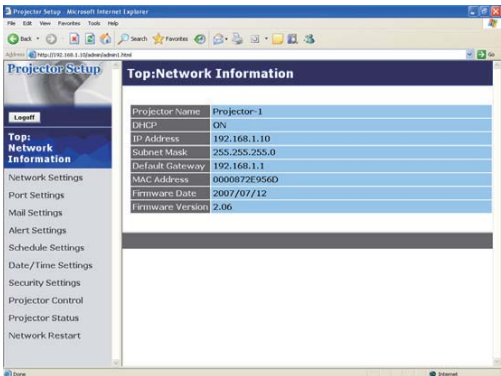 Projector Setup - Microsoft Internet Explorer
File Edit View Favorites Tools Help
Back Search Favorites
Address http://192.168.1.10/admin/admin1.html Go
Projector Setup
Logoff
Top:
Network
Information
Network Settings
Port Settings
Mail Settings
Alert Settings
Schedule Settings
Date/Time Settings
Security Settings
Projector Control
Projector Status
Network Restart
Top:Network Information
Projector Name Projector-1
DHCP ON
IP Address 192.168.1.10
Subnet Mask 255.255.255.0
Default Gateway 192.168.1.1
MAC Address 0000872E956D
Firmware Date 2007/07/12
Firmware Version 2.06
Done Internet